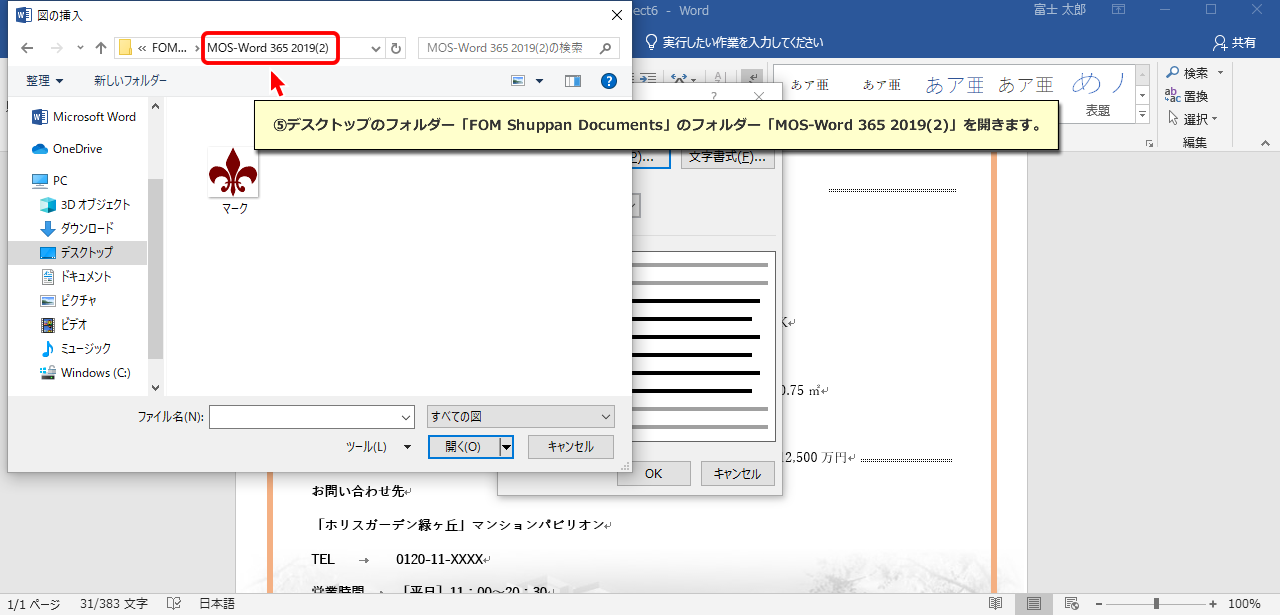 図の挿入
ect6 - Word
富士 太郎
« FOM... › MOS-Word 365 2019(2)
MOS-Word 365 2019(2)の検索
実行したい作業を入力してください
共有
整理
新しいフォルダー
あア亜
あア亜
あア亜
あア亜
表題
検索
置換
選択
編集
⑤デスクトップのフォルダー「FOM Shuppan Documents」のフォルダー「MOS-Word 365 2019(2)」を開きます。
Microsoft Word
OneDrive
PC
3D オブジェクト
ダウンロード
デスクトップ
ドキュメント
ピクチャ
ビデオ
ミュージック
Windows (C:)
マーク
P)...
文字書式(F)...
ファイル名(N):
すべての図
ツール(L)
開く(O)
キャンセル
OK
キャンセル
0.75 ㎡
2,500 万円
お問い合わせ先
「ホリスガーデン緑ヶ丘」マンションパビリオン
TEL → 0120-11-XXXX
営業時間 → [平日] 11：00～20：30
1/1 ページ
31/383 文字
日本語
100%